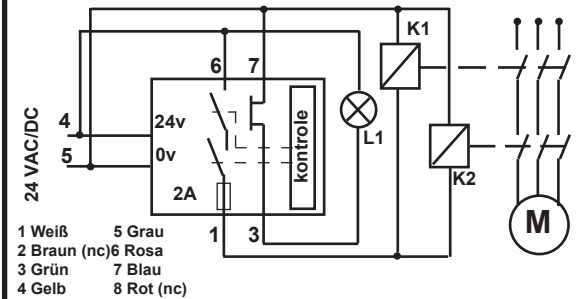 K1
6 7
4 24v
5 0v
24 VAC/DC
kontrole
L1
K2
2A
M
1 3
1 Weiß 5 Grau
2 Braun (nc) 6 Rosa
3 Grün 7 Blau
4 Gelb 8 Rot (nc)